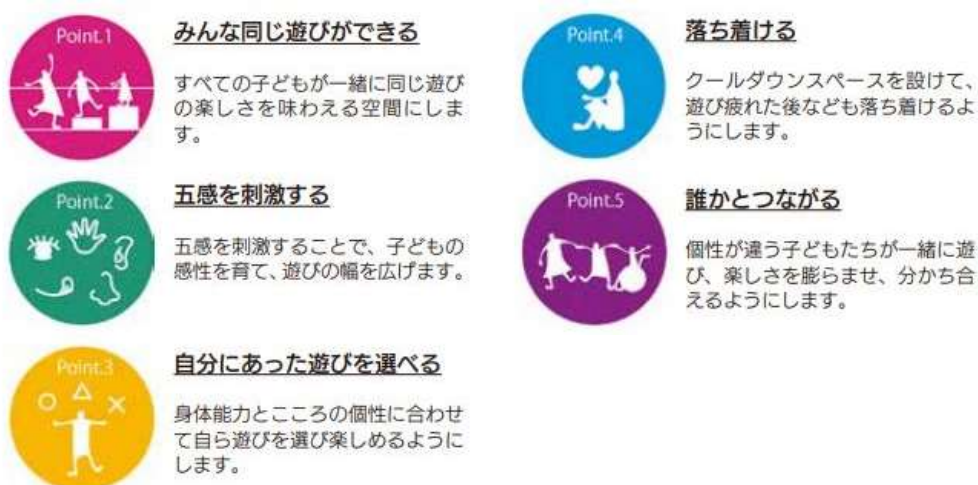 Point.1
みんな同じ遊びができる
すべての子どもが一緒に同じ遊び
の楽しさを味わえる空間にしま
す。
Point.2
五感を刺激する
五感を刺激することで、子どもの
感性を育て、遊びの幅を広げます。
Point.3
自分にあった遊びを選べる
身体能力とこころの個性に合わせ
て自ら遊びを選び楽しめるように
します。
Point.4
落ち着ける
クールダウンスペースを設けて、
遊び疲れた後なども落ち着けるよ
うにします。
Point.5
誰かとつながる
個性が違う子どもたちが一緒に遊
び、楽しさを膨らませ、分かち合
えるようにします。